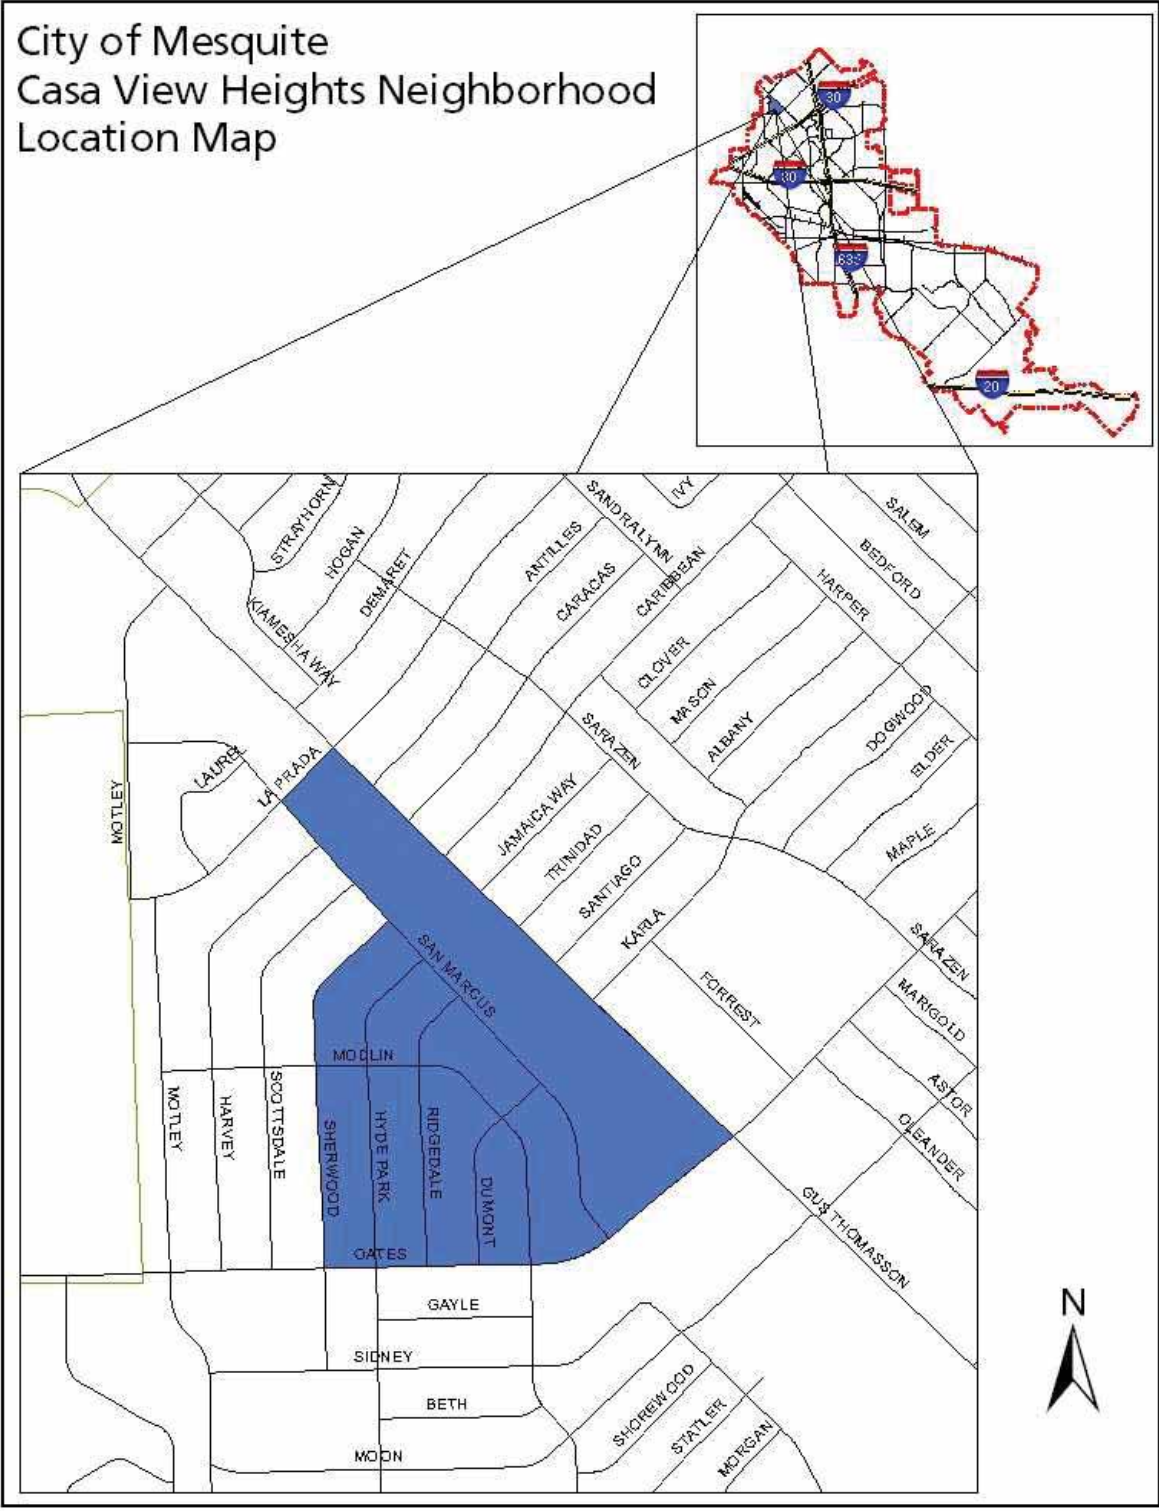 City of Mesquite
Casa View Heights Neighborhood
Location Map
30
30
635
20
STRAYHORN
HOGAN
DEMARET
KIAMESHA WAY
ANTILLES
SANDRALYNN
IVY
CARACAS
CARIBBEAN
SALEM
BEDFORD
HARPER
CLOVER
MASON
ALBANY
SARAZEN
DOGWOOD
ELDER
MAPLE
LAUREL
LA PRADA
MOTLEY
JAMAICA WAY
TRINIDAD
SANTIAGO
KARLA
FORREST
SARAZEN
MARIGOLD
ASTOR
OLEANDER
SAN MARCUS
MODLIN
MOTLEY
HARVEY
SCOTTSDALE
SHERWOOD
HYDE PARK
RIDGEDALE
DUMONT
OATES
GUS THOMASSON
GAYLE
SIDNEY
BETH
MOON
SHOREWOOD
STATLER
MORGAN
N